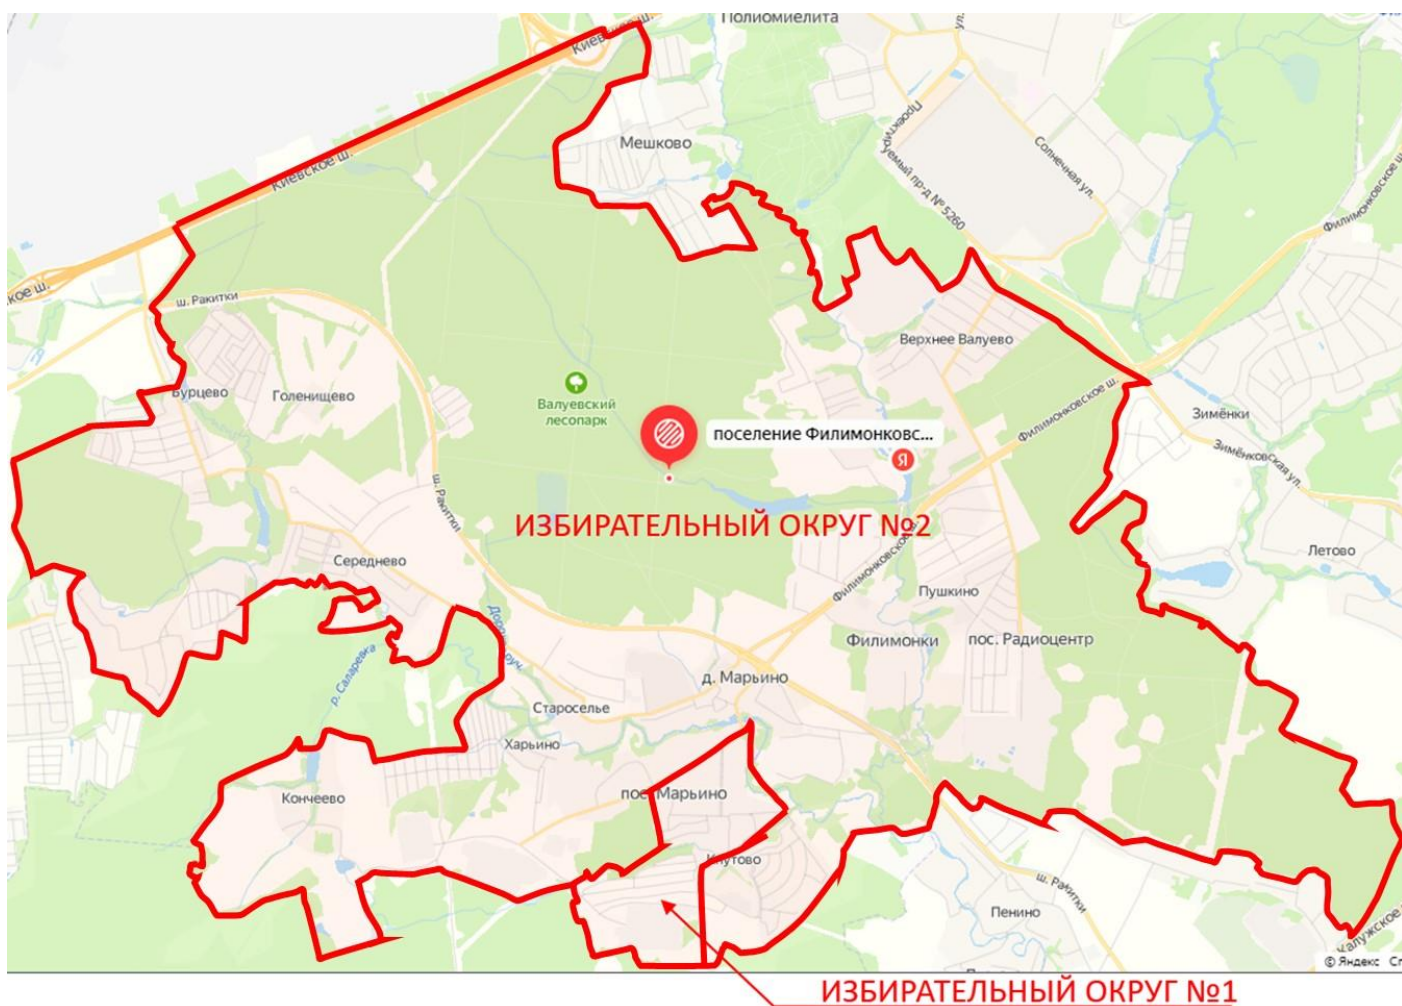 Полиомиелита
Киевское ш.
Мешково
Проектируемый пр-д № 5260
Солнечная ул.
ул.
Киевское ш.
Филимонковское ш.
ш. Ракитки
Верхнее Валуево
Бурцево
Голенищево
Валуевский
лесопарк
Филимонковское ш.
Зимёнки
поселение Филимонковс...
Я
Зимёнковская ул.
ш. Ракитки
ИЗБИРАТЕЛЬНЫЙ ОКРУГ №2
Летово
Середнево
Филимонковское
Пушкино
Филимонки
пос. Радиоцентр
р. Саларевка
д. Марьино
Староселье
Харьино
Кончеево
пос. Марьино
ш. Ракитки
Пенино
Калужское
© Яндекс
ИЗБИРАТЕЛЬНЫЙ ОКРУГ №1